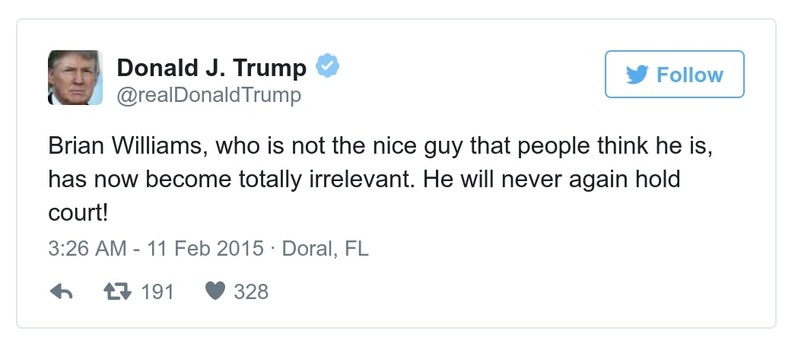 Donald J. Trump
@realDonaldTrump
Follow
Brian Williams, who is not the nice guy that people think he is,
has now become totally irrelevant. He will never again hold
court!
3:26 AM - 11 Feb 2015 · Doral, FL
191 328